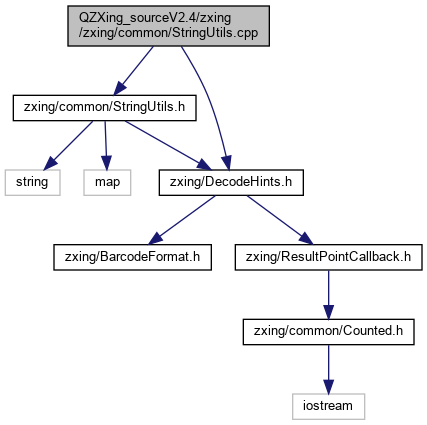 QZXing_sourceV2.4/zxing
/zxing/common/StringUtils.cpp
zxing/common/StringUtils.h
string
map
zxing/DecodeHints.h
zxing/BarcodeFormat.h
zxing/ResultPointCallback.h
zxing/common/Counted.h
iostream